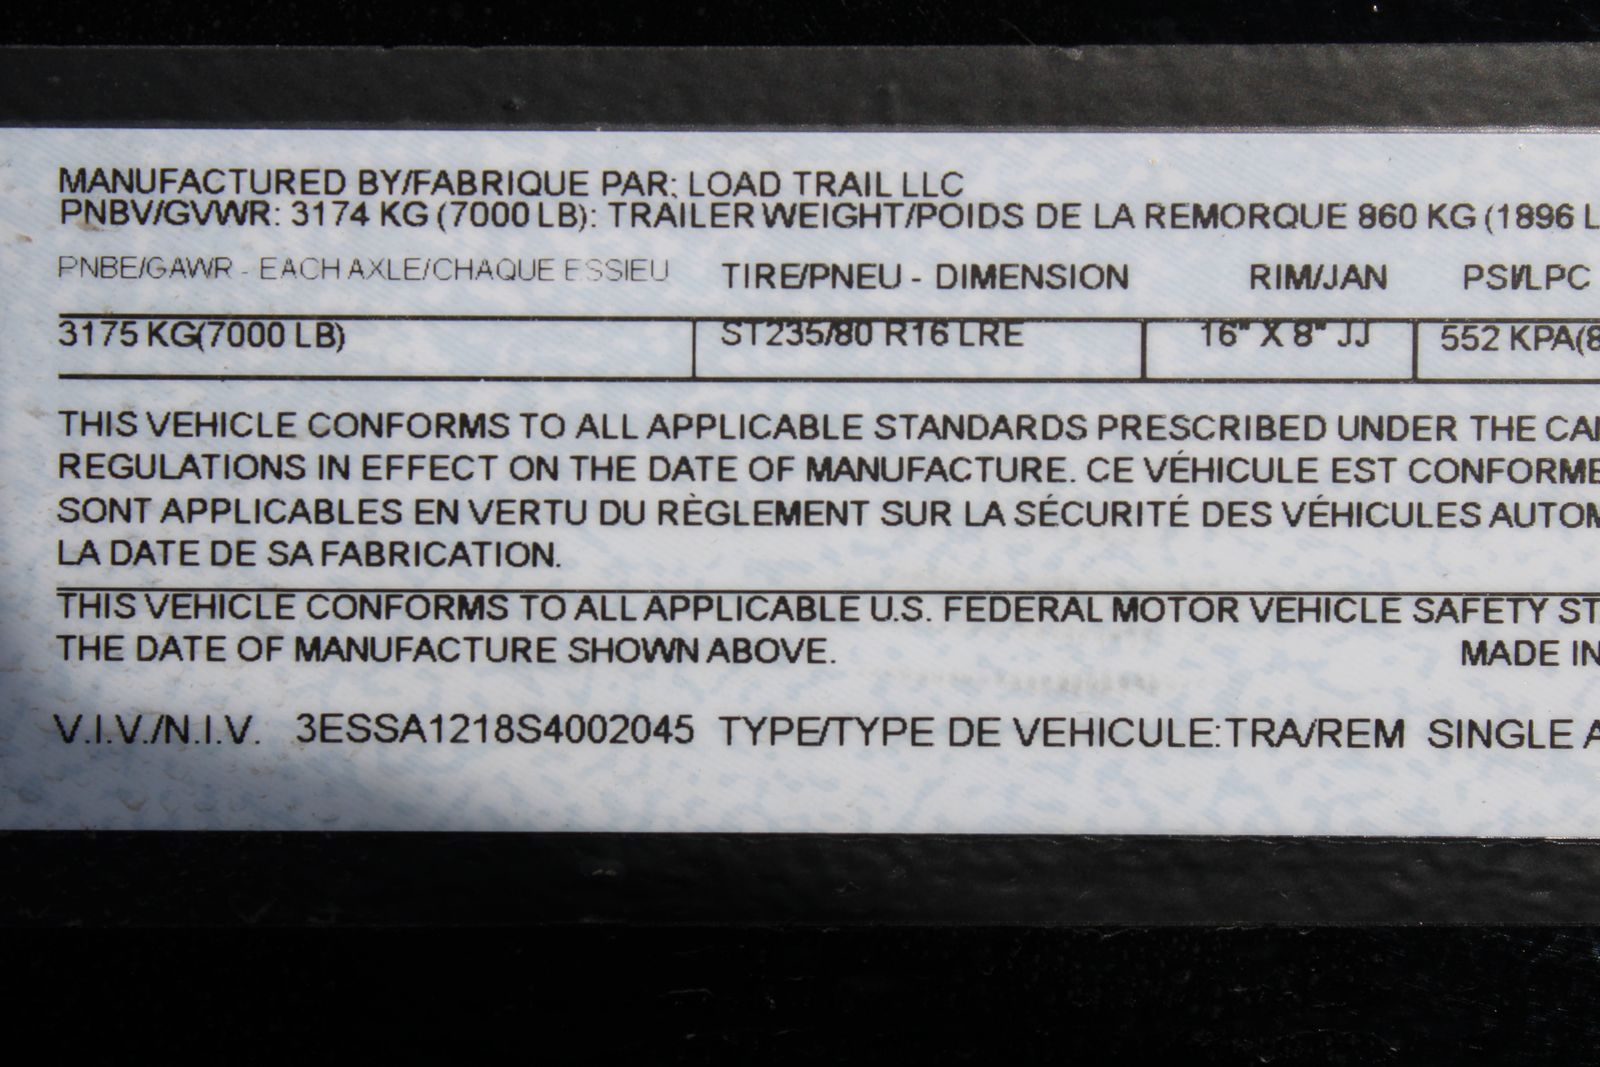 MANUFACTURED BY/FABRIQUE PAR: LOAD TRAIL LLC
PNBV/GVWR: 3174 KG (7000 LB): TRAILER WEIGHT/POIDS DE LA REMORQUE 860 KG (1896 L
PNBE/GAWR - EACH AXLE/CHAQUE ESSIEU TIRE/PNEU - DIMENSION RIM/JAN PSI/LPC
3175 KG(7000 LB) ST235/80 R16 LRE 16" X 8" JJ 552 KPA(8
THIS VEHICLE CONFORMS TO ALL APPLICABLE STANDARDS PRESCRIBED UNDER THE CAN
REGULATIONS IN EFFECT ON THE DATE OF MANUFACTURE. CE VÉHICULE EST CONFORME
SONT APPLICABLES EN VERTU DU RÈGLEMENT SUR LA SÉCURITÉ DES VÉHICULES AUTOM
LA DATE DE SA FABRICATION.
THIS VEHICLE CONFORMS TO ALL APPLICABLE U.S. FEDERAL MOTOR VEHICLE SAFETY ST
THE DATE OF MANUFACTURE SHOWN ABOVE. MADE IN
V.I.V./N.I.V. 3ESSA1218S4002045 TYPE/TYPE DE VEHICULE:TRA/REM SINGLE A